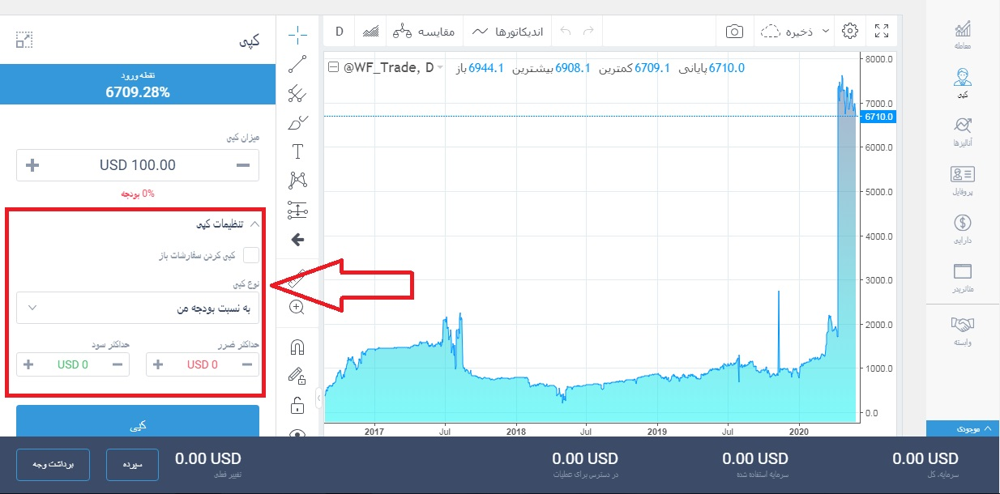 کپی
نقطه ورود
6709.28%
میزان کپی
USD 100.00
0% بودجه
تنظیمات کپی
کپی کردن سفارشات باز
نوع کپی
به نسبت بودجه من
حداکثر ضرر
حداکثر سود
USD 0
USD 0
کپی
D
مقایسه
اندیکاتورها
ذخیره
@WF_Trade, D
باز 6944.1 بیشترین 6908.1 کمترین 6709.1 پایانی 6710.0
8000.0
7000.0
6710.0
6000.0
5000.0
4000.0
3000.0
2000.0
1000.0
0.0
2017
Jul
2018
Jul
2019
Jul
2020
معامله
کپی
آنالیزها
پروفایل
دارایی
متاتریدر
وابسته
موجودی
برداشت وجه
سپرده
0.00 USD
تغییر فعلی
0.00 USD
در دسترس برای عملیات
0.00 USD
سرمایه استفاده شده
0.00 USD
سرمایه، کل